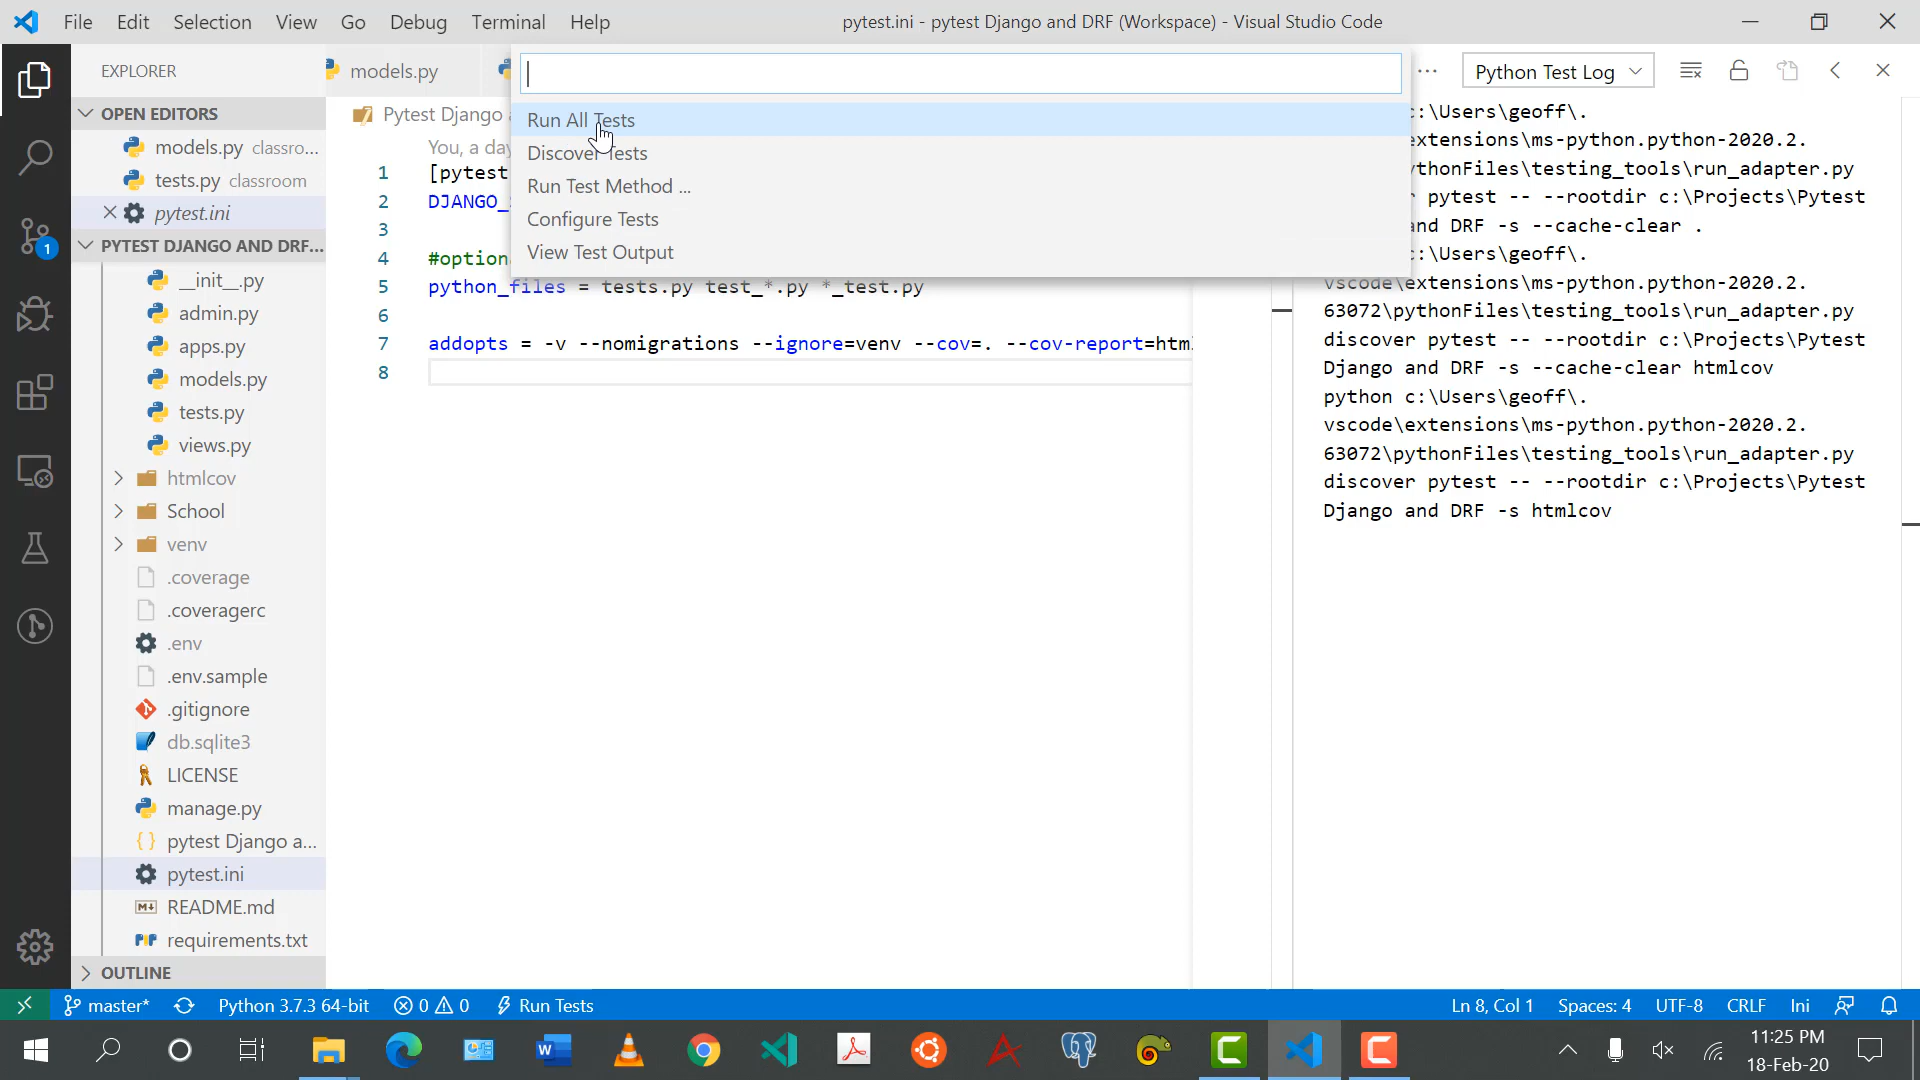 File Edit Selection View Go Debug Terminal Help
pytest.ini - pytest Django and DRF (Workspace) - Visual Studio Code
EXPLORER
OPEN EDITORS
models.py classro...
tests.py classroom
pytest.ini
1
PYTEST DJANGO AND DRF...
__init__.py
admin.py
apps.py
models.py
tests.py
views.py
htmlcov
School
venv
.coverage
.coveragerc
.env
.env.sample
.gitignore
db.sqlite3
LICENSE
manage.py
pytest Django a...
pytest.ini
README.md
requirements.txt
OUTLINE
models.py
Pytest Django
You, a day
Run All Tests
Discover Tests
Run Test Method ...
Configure Tests
View Test Output
1 [pytest
2 DJANGO_
3
4 #option
5 python_files = tests.py test_*.py *_test.py
6
7 addopts = -v --nomigrations --ignore=venv --cov=. --cov-report=html
8
Python Test Log
c:\Users\geoff\.
extensions\ms-python.python-2020.2.
ythonFiles\testing_tools\run_adapter.py
r pytest -- --rootdir c:\Projects\Pytest
and DRF -s --cache-clear .
c:\Users\geoff\.
vscode\extensions\ms-python.python-2020.2.
63072\pythonFiles\testing_tools\run_adapter.py
discover pytest -- --rootdir c:\Projects\Pytest
Django and DRF -s --cache-clear htmlcov
python c:\Users\geoff\.
vscode\extensions\ms-python.python-2020.2.
63072\pythonFiles\testing_tools\run_adapter.py
discover pytest -- --rootdir c:\Projects\Pytest
Django and DRF -s htmlcov
master* Python 3.7.3 64-bit 0 0 Run Tests
Ln 8, Col 1 Spaces: 4 UTF-8 CRLF Ini
11:25 PM
18-Feb-20